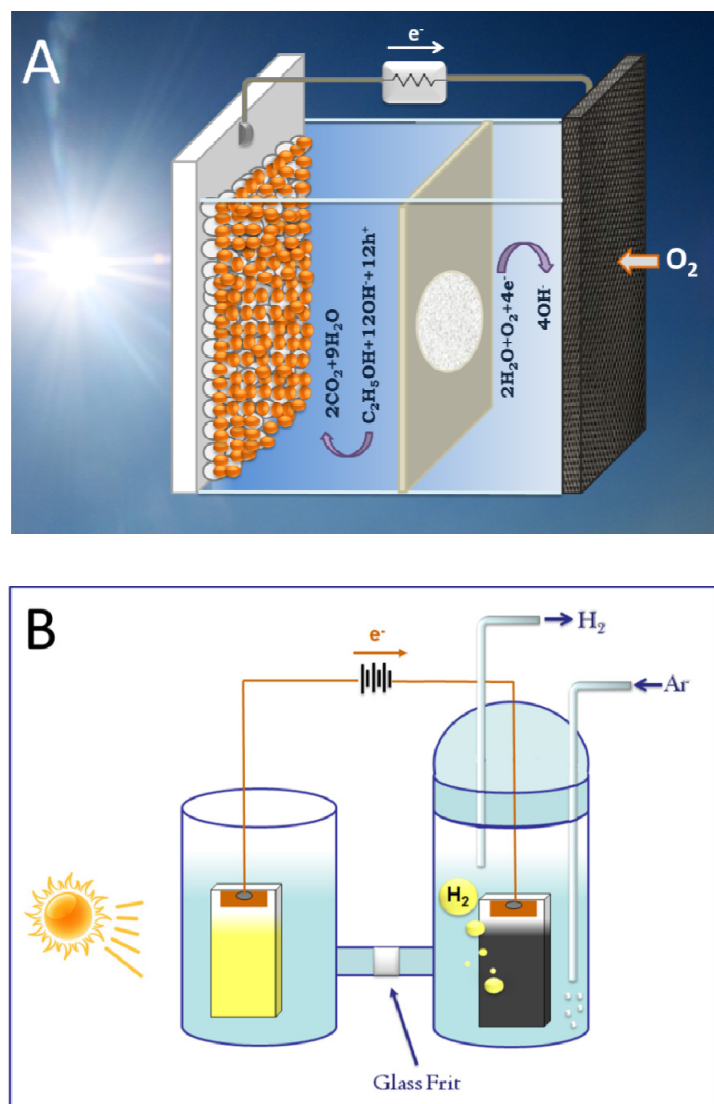 A
e⁻
O₂
2CO₂+9H₂O
C₂H₅OH+12OH⁻+12h⁺
2H₂O+O₂+4e⁻
4OH⁻
B
e⁻
H₂
Ar
H₂
Glass Frit